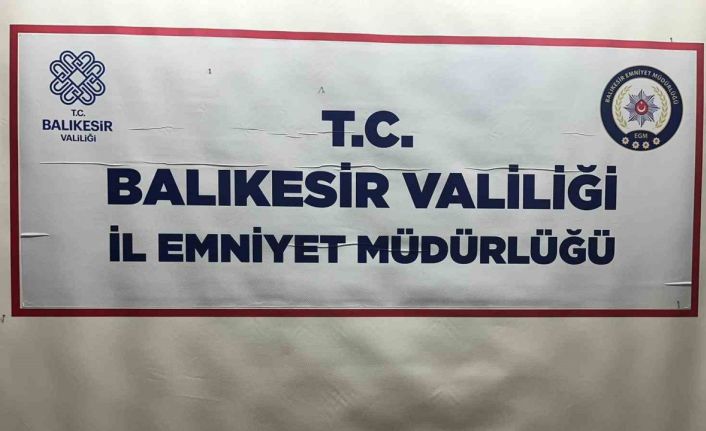 T.C.
BALIKESİR
VALİLİĞİ
BALIKESİR EMNİYET MÜDÜRLÜĞÜ
EGM
T.C.
BALIKESİR VALİLİĞİ
İL EMNİYET MÜDÜRLÜĞÜ